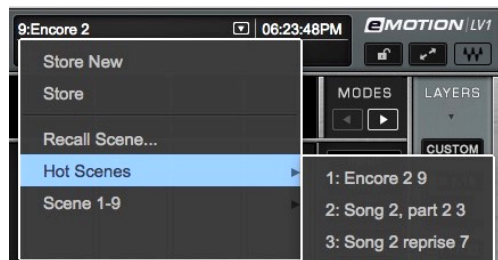 9:Encore 2 06:23:48PM eMOTION LV1
Store New
Store
MODES LAYERS
Recall Scene...
CUSTOM
Hot Scenes
1: Encore 2 9
Scene 1-9
2: Song 2, part 2 3
3: Song 2 reprise 7